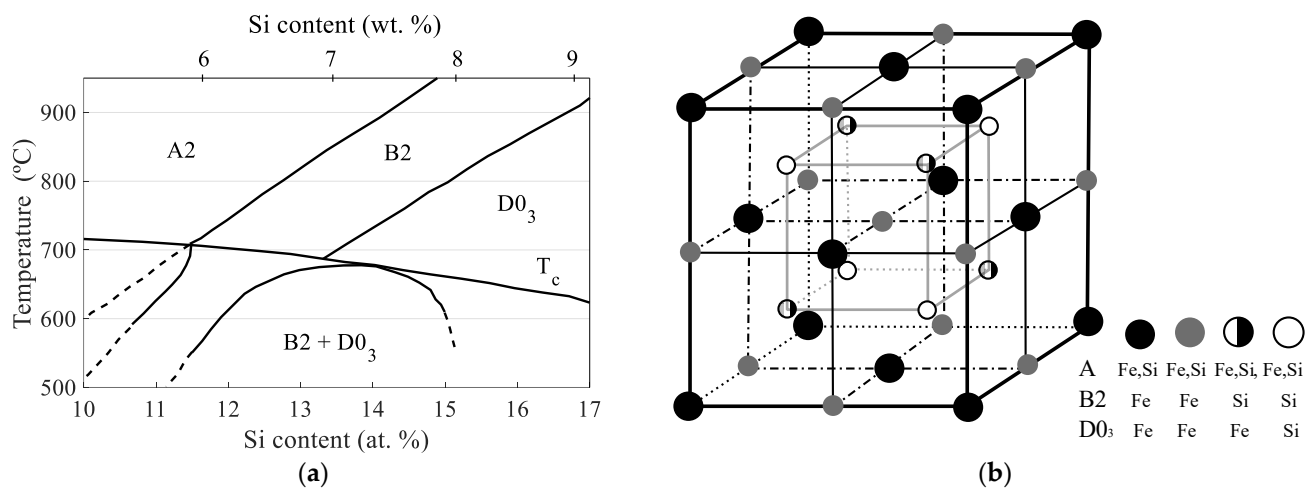 Si content (wt. %)
6 7 8 9
900
800
700
600
500
Temperature (ºC)
A2
B2
D0₃
T꜀
B2 + D0₃
10 11 12 13 14 15 16 17
Si content (at. %)
(a)
A Fe,Si Fe,Si Fe,Si, Fe,Si
B2 Fe Fe Si Si
D0₃ Fe Fe Fe Si
(b)